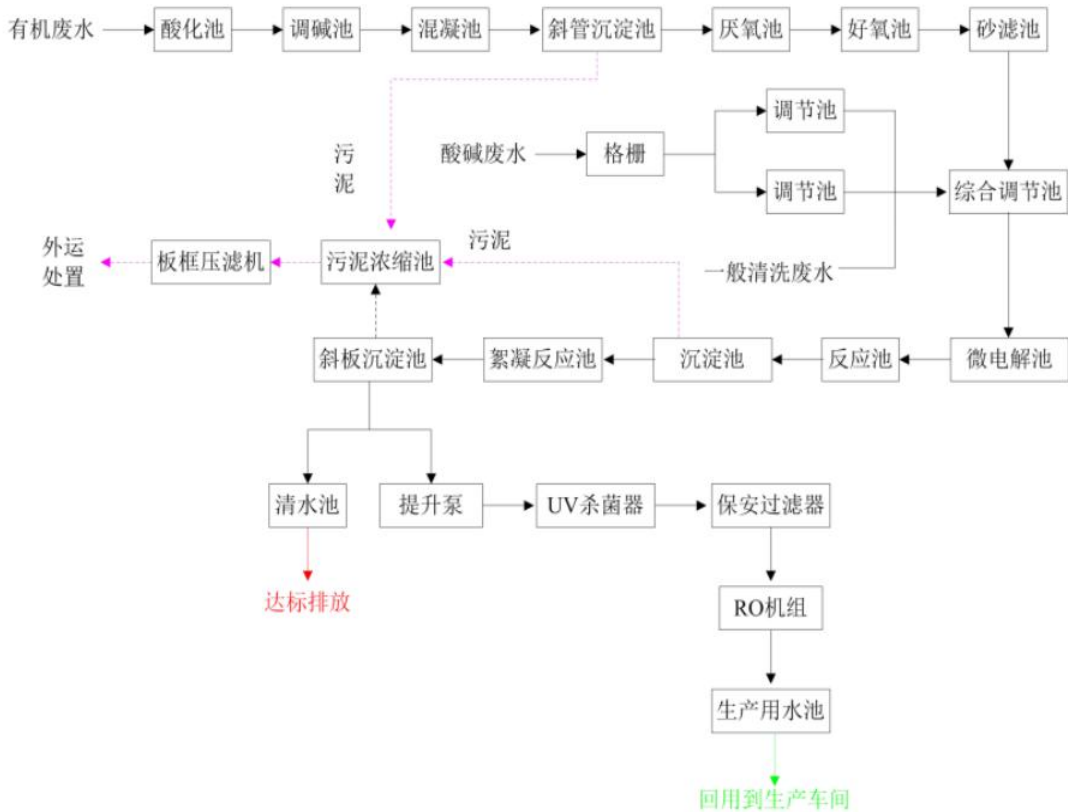 有机废水
酸化池
调碱池
混凝池
斜管沉淀池
厌氧池
好氧池
砂滤池
调节池
酸碱废水
格栅
污
泥
调节池
综合调节池
外运
处置
板框压滤机
污泥浓缩池
污泥
一般清洗废水
斜板沉淀池
絮凝反应池
沉淀池
反应池
微电解池
清水池
提升泵
UV杀菌器
保安过滤器
达标排放
RO机组
生产用水池
回用到生产车间